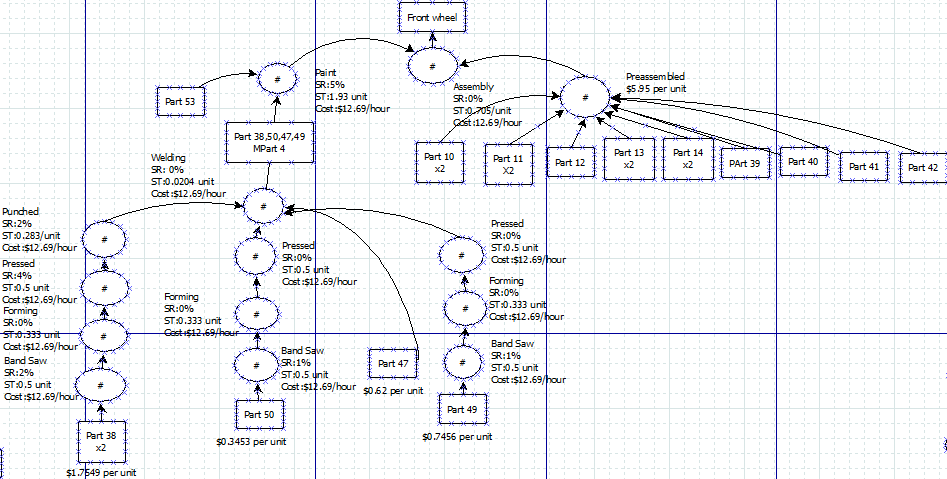 Front wheel
#
Assembly
SR:0%
ST:0.705/unit
Cost:$12.69/hour
#
Paint
SR:5%
ST:1.93 unit
Cost:$12.69/hour
Part 53
#
Preassembled
$5.95 per unit
Part 10
x2
Part 11
X2
Part 12
Part 13
x2
Part 14
x2
PArt 39
Part 40
Part 41
Part 42
Part 38,50,47,49
MPart 4
Welding
SR: 0%
ST:0.0204 unit
Cost:$12.69/hour
#
Punched
SR:2%
ST:0.283/unit
Cost:$12.69/hour
#
Pressed
SR:4%
ST:0.5 unit
Cost:$12.69/hour
#
Forming
SR:0%
ST:0.333 unit
Cost:$12.69/hour
#
Band Saw
SR:2%
ST:0.5 unit
Cost:$12.69/hour
#
Part 38
x2
$1.7549 per unit
Pressed
SR:0%
ST:0.5 unit
Cost:$12.69/hour
#
Forming
SR:0%
ST:0.333 unit
Cost:$12.69/hour
#
Band Saw
SR:1%
ST:0.5 unit
Cost:$12.69/hour
#
Part 50
$0.3453 per unit
Part 47
$0.62 per unit
Pressed
SR:0%
ST:0.5 unit
Cost:$12.69/hour
#
Forming
SR:0%
ST:0.333 unit
Cost:$12.69/hour
#
Band Saw
SR:1%
ST:0.5 unit
Cost:$12.69/hour
#
Part 49
$0.7456 per unit